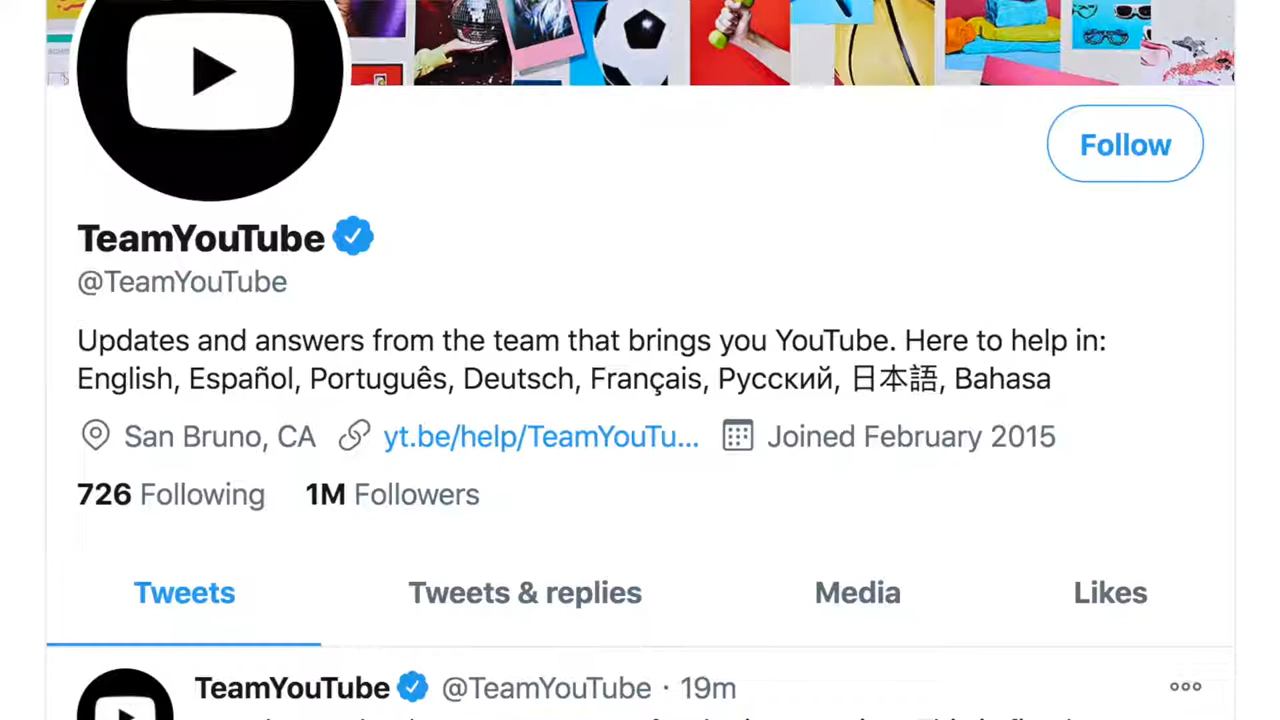 Follow
TeamYouTube
@TeamYouTube
Updates and answers from the team that brings you YouTube. Here to help in:
English, Español, Português, Deutsch, Français, Русский, 日本語, Bahasa
San Bruno, CA yt.be/help/TeamYouTu... Joined February 2015
726 Following 1M Followers
Tweets Tweets & replies Media Likes
TeamYouTube @TeamYouTube · 19m